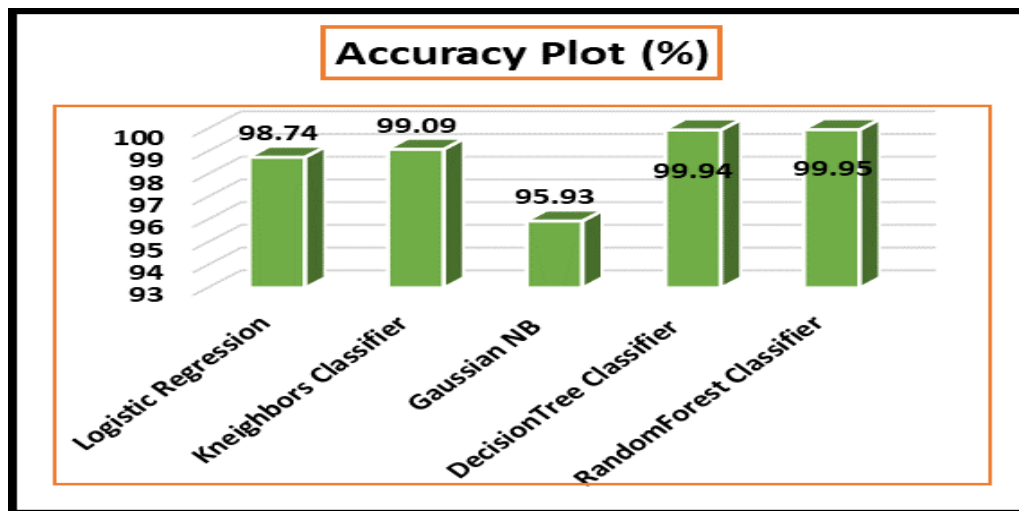 Accuracy Plot (%)
100
99
98
97
96
95
94
93
98.74
99.09
95.93
99.94
99.95
Logistic Regression
Kneighbors Classifier
Gaussian NB
DecisionTree Classifier
RandomForest Classifier